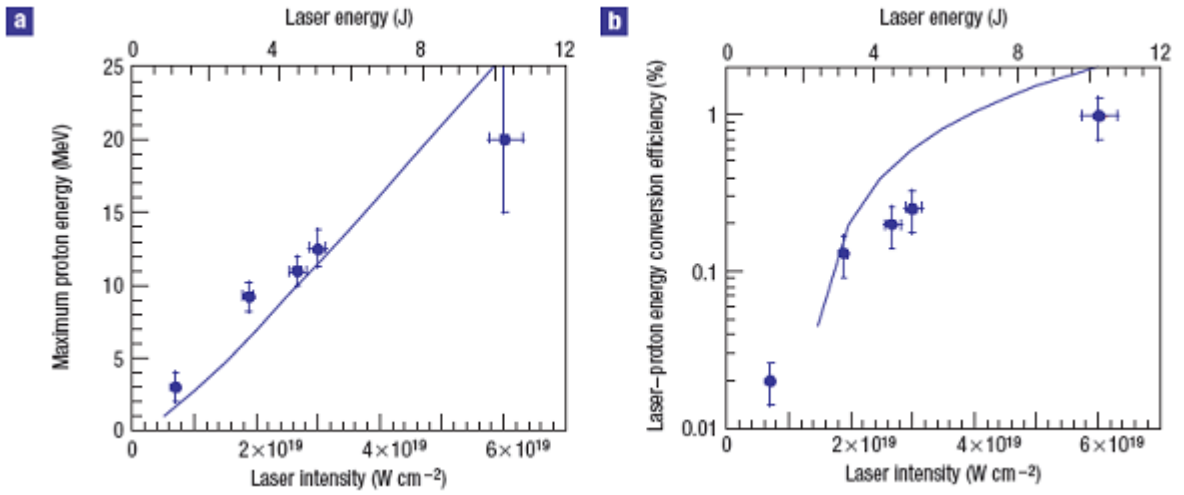 a
Laser energy (J)
0 4 8 12
Maximum proton energy (MeV)
25
20
15
10
5
0
0 2×10¹⁹ 4×10¹⁹ 6×10¹⁹
Laser intensity (W cm⁻²)
b
Laser energy (J)
0 4 8 12
Laser–proton energy conversion efficiency (%)
1
0.1
0.01
0 2×10¹⁹ 4×10¹⁹ 6×10¹⁹
Laser intensity (W cm⁻²)